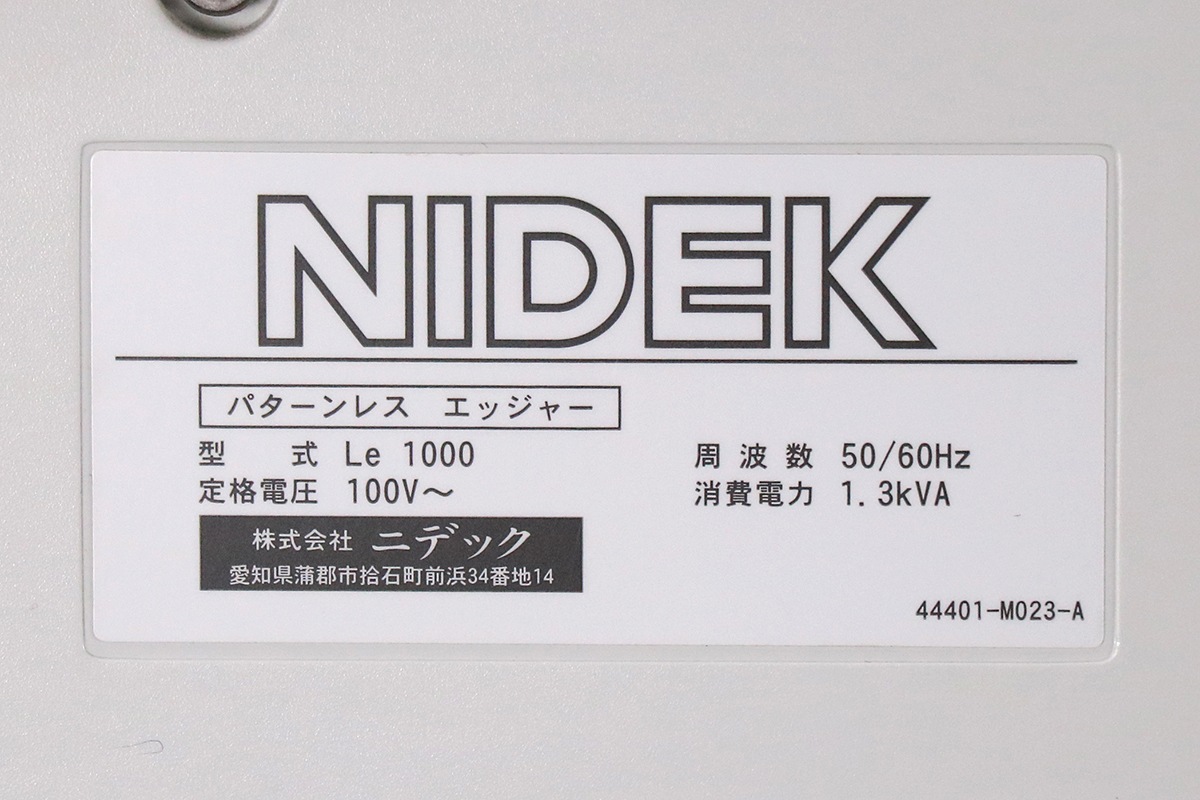 NIDEK
パターンレス エッジャー
型 式 Le 1000 周 波 数 50/60Hz
定格電圧 100V～ 消費電力 1.3kVA
株式会社 ニデック
愛知県蒲郡市拾石町前浜34番地14
44401-M023-A